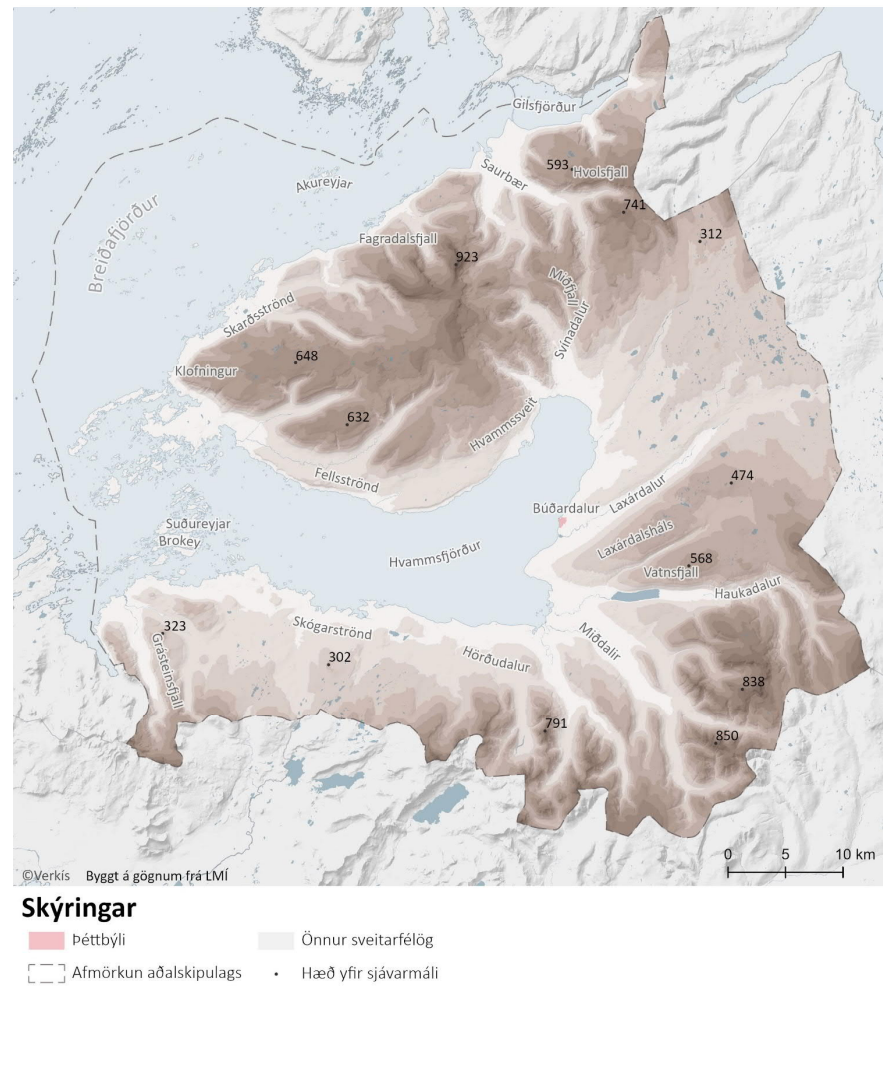 Gilsfjörður
593
Hvolsfjall
Saurbær
Akureyjar
741
Breiðafjörður
312
Fagradalsfjall
923
Miðfjall
Svínadalur
Skarðsströnd
648
Klofningur
632
Hvammssveit
Fellsströnd
474
Laxárdalur
Búðardalur
Suðureyjar
Brokey
Laxárdalsháls
Hvammsfjörður
568
Vatnsfjall
Haukadalur
323
Skógarströnd
Miðdalir
302
Hörðudalur
Grásteinsfjall
838
791
850
0 5 10 km
©Verkís Byggt á gögnum frá LMÍ
Skýringar
Þéttbýli
Önnur sveitarfélög
Afmörkun aðalskipulags
Hæð yfir sjávarmáli